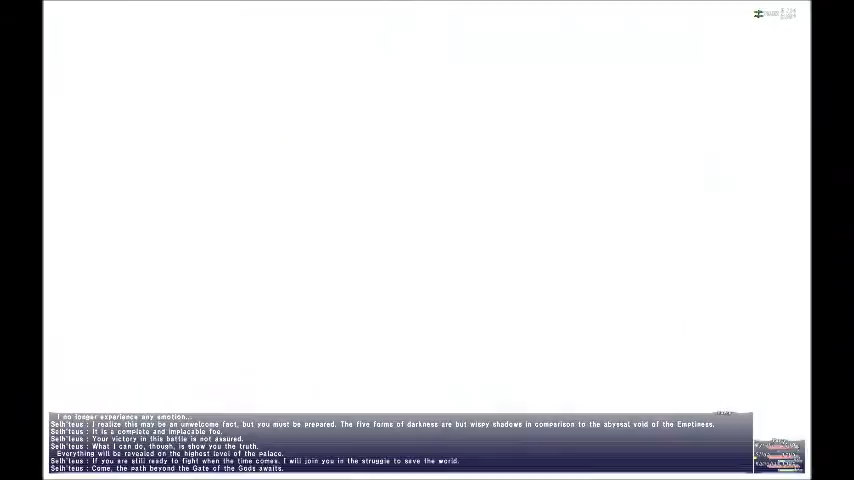 I no longer experience any emotion...
Selh'teus : I realize this may be an unwelcome fact, but you must be prepared. The five forms of darkness are but wispy shadows in comparison to the abyssal void of the Emptiness.
Selh'teus : It is a complete and implacable foe.
Selh'teus : Your victory in this battle is not assured.
Selh'teus : What I can do, though, is show you the truth.
Everything will be revealed on the highest level of the palace.
Selh'teus : If you are still ready to fight when the time comes, I will join you in the struggle to save the world.
Selh'teus : Come, the path beyond the Gate of the Gods awaits.